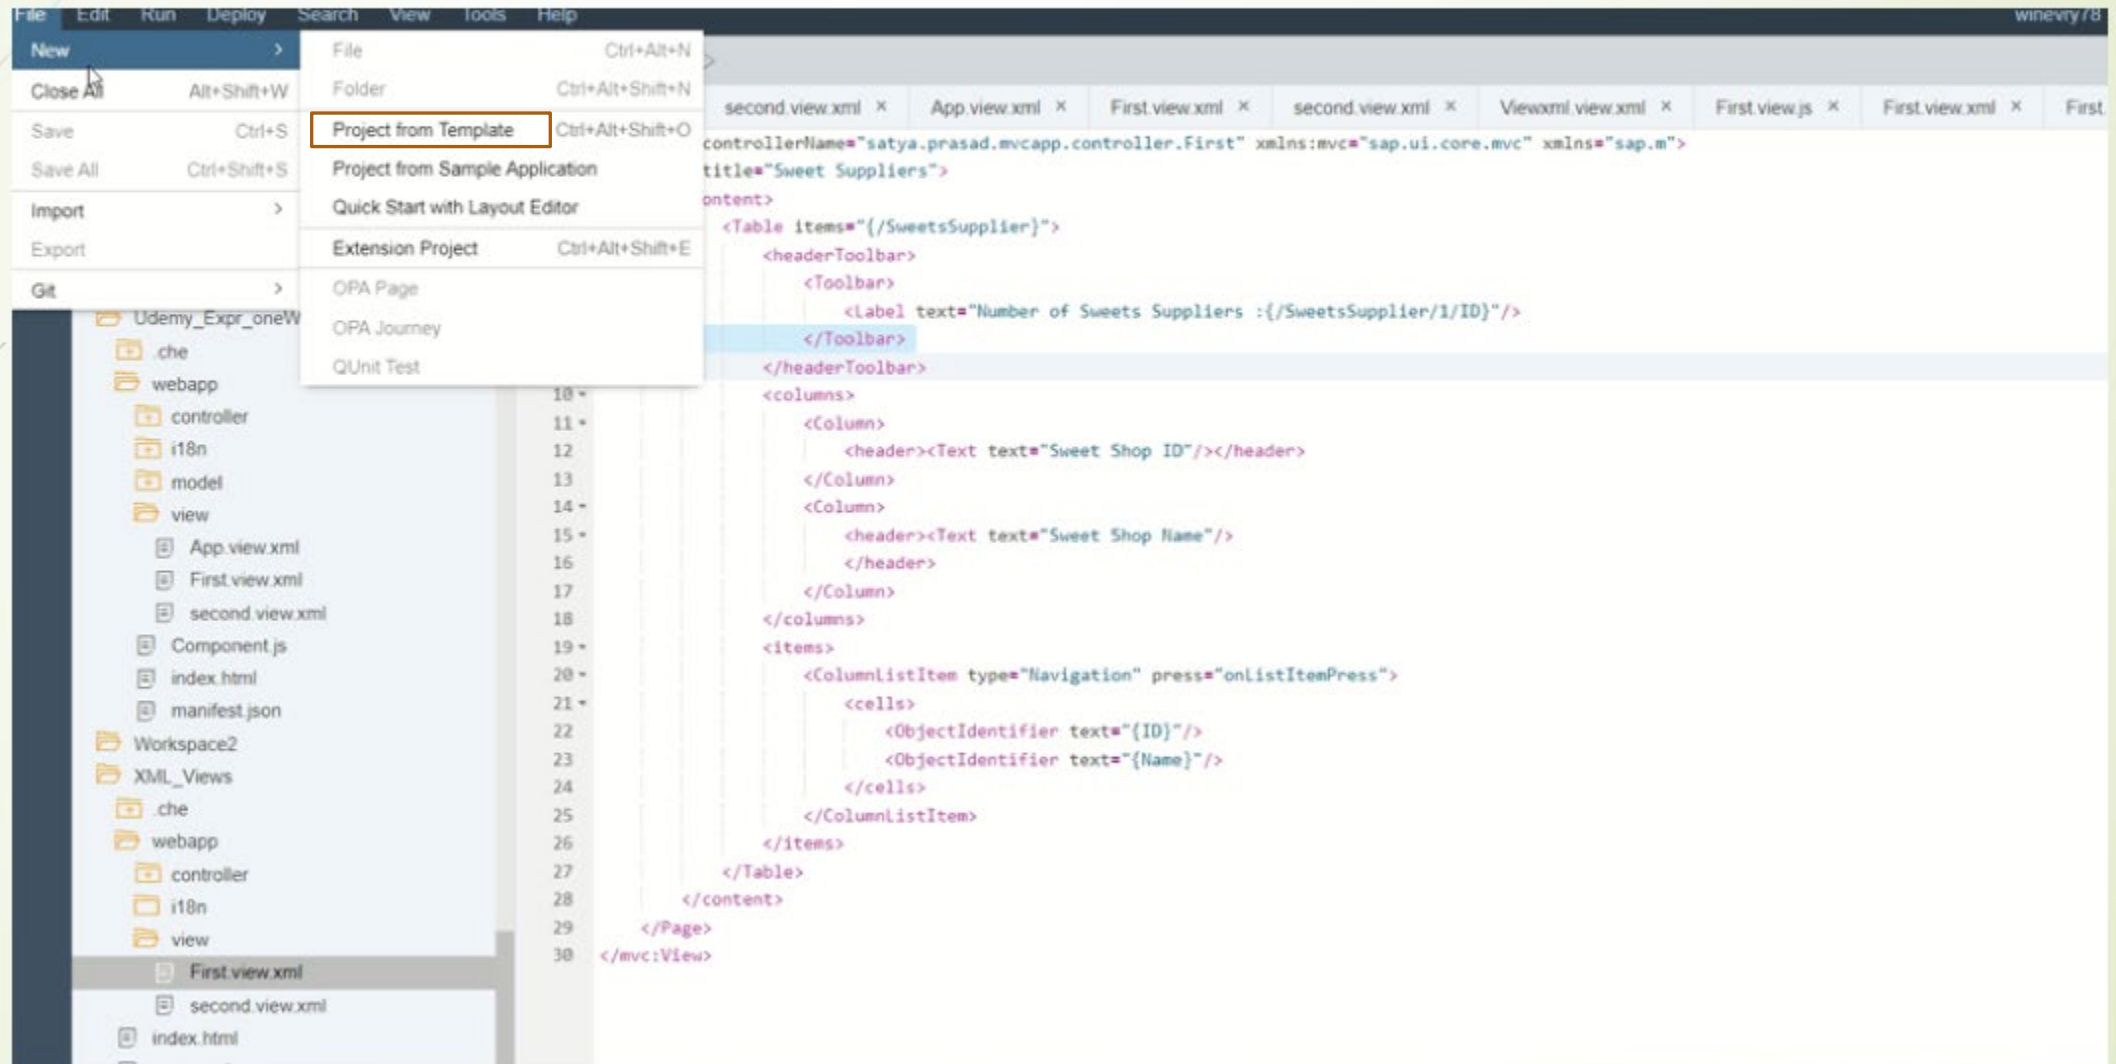 File Edit Run Deploy Search View Tools Help winevry78
New > File Ctrl+Alt+N
Close All Alt+Shift+W Folder Ctrl+Alt+Shift+N
Save Ctrl+S Project from Template Ctrl+Alt+Shift+O
Save All Ctrl+Shift+S Project from Sample Application
Import > Quick Start with Layout Editor
Export Extension Project Ctrl+Alt+Shift+E
Git > OPA Page
OPA Journey
QUnit Test
Udemy_Expr_oneW
.che
webapp
controller
i18n
model
view
App.view.xml
First.view.xml
second.view.xml
Component.js
index.html
manifest.json
Workspace2
XML_Views
.che
webapp
controller
i18n
view
First.view.xml
second.view.xml
index.html
second.view.xml × App.view.xml × First.view.xml × second.view.xml × Viewxml.view.xml × First.view.js × First.view.xml × First.
controllerName="satya.prasad.mvcapp.controller.First" xmlns:mvc="sap.ui.core.mvc" xmlns="sap.m">
title="Sweet Suppliers">
ontent>
<Table items="{/SweetsSupplier}">
<headerToolbar>
<Toolbar>
<Label text="Number of Sweets Suppliers :{/SweetsSupplier/1/ID}"/>
</Toolbar>
</headerToolbar>
10 <columns>
11 <Column>
12 <header><Text text="Sweet Shop ID"/></header>
13 </Column>
14 <Column>
15 <header><Text text="Sweet Shop Name"/>
16 </header>
17 </Column>
18 </columns>
19 <items>
20 <ColumnListItem type="Navigation" press="onListItemPress">
21 <cells>
22 <ObjectIdentifier text="{ID}"/>
23 <ObjectIdentifier text="{Name}"/>
24 </cells>
25 </ColumnListItem>
26 </items>
27 </Table>
28 </content>
29 </Page>
30 </mvc:View>